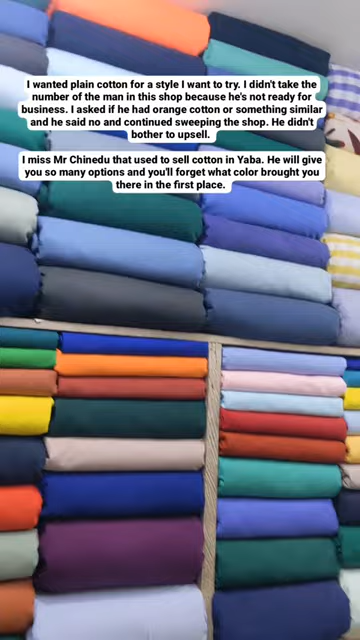 I wanted plain cotton for a style I want to try. I didn't take the
number of the man in this shop because he's not ready for
business. I asked if he had orange cotton or something similar
and he said no and continued sweeping the shop. He didn't
bother to upsell.
I miss Mr Chinedu that used to sell cotton in Yaba. He will give
you so many options and you'll forget what color brought you
there in the first place.